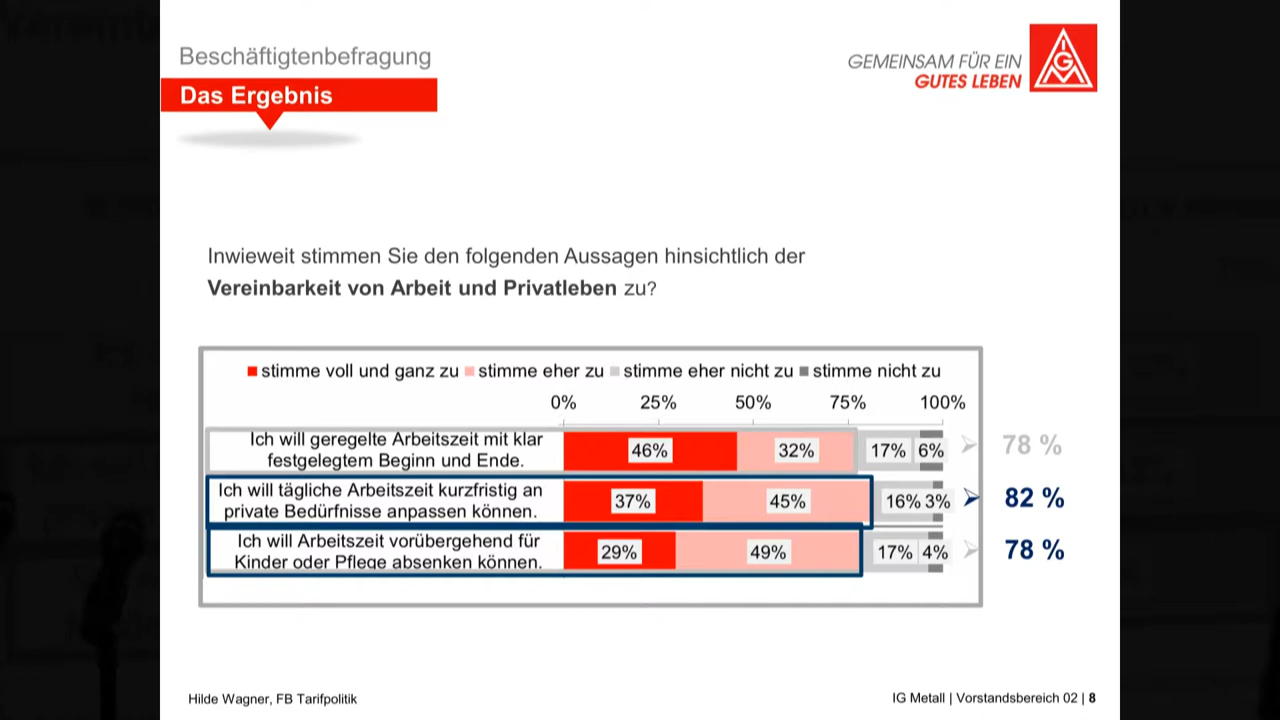 Beschäftigtenbefragung
Das Ergebnis
GEMEINSAM FÜR EIN
GUTES LEBEN
IGM
Inwieweit stimmen Sie den folgenden Aussagen hinsichtlich der
Vereinbarkeit von Arbeit und Privatleben zu?
stimme voll und ganz zu stimme eher zu stimme eher nicht zu stimme nicht zu
0% 25% 50% 75% 100%
Ich will geregelte Arbeitszeit mit klar
festgelegtem Beginn und Ende.
46% 32% 17% 6% 78 %
Ich will tägliche Arbeitszeit kurzfristig an
private Bedürfnisse anpassen können.
37% 45% 16% 3% 82 %
Ich will Arbeitszeit vorübergehend für
Kinder oder Pflege absenken können.
29% 49% 17% 4% 78 %
Hilde Wagner, FB Tarifpolitik
IG Metall | Vorstandsbereich 02 | 8